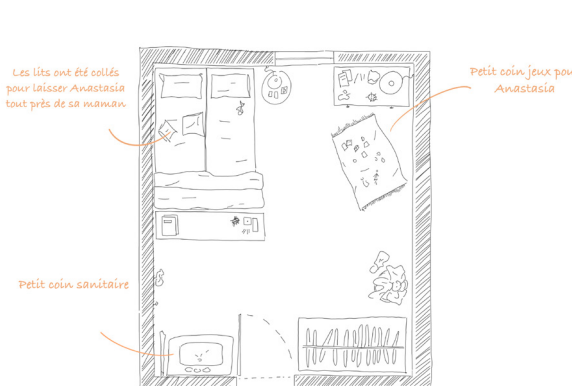 Les lits ont été collés
pour laisser Anastasia
tout près de sa maman
Petit coin jeux pou
Anastasia
Petit coin sanitaire